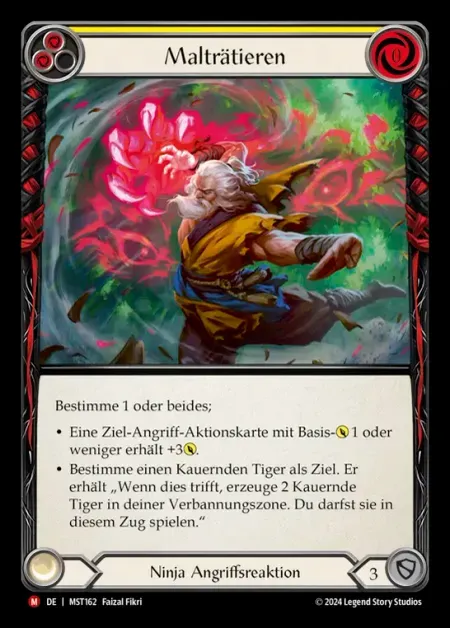 Malträtieren
0
Bestimme 1 oder beides;
• Eine Ziel-Angriff-Aktionskarte mit Basis- 1 oder
weniger erhält +3 .
• Bestimme einen Kauernden Tiger als Ziel. Er
erhält „Wenn dies trifft, erzeuge 2 Kauernde
Tiger in deiner Verbannungszone. Du darfst sie in
diesem Zug spielen.“
Ninja Angriffsreaktion
3
M DE | MST162 Faizal Fikri
© 2024 Legend Story Studios